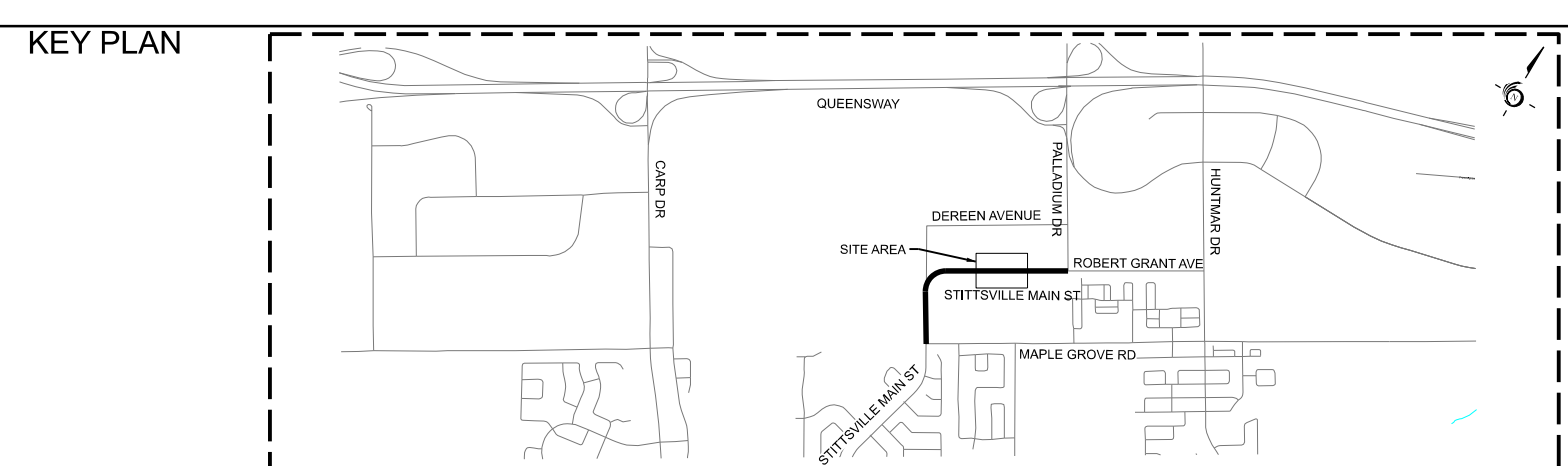 KEY PLAN
QUEENSWAY
N
CARP DR
PALLADIUM DR
HUNTMAR DR
DEREEN AVENUE
SITE AREA
ROBERT GRANT AVE
STITTSVILLE MAIN ST
MAPLE GROVE RD
STITTSVILLE MAIN ST